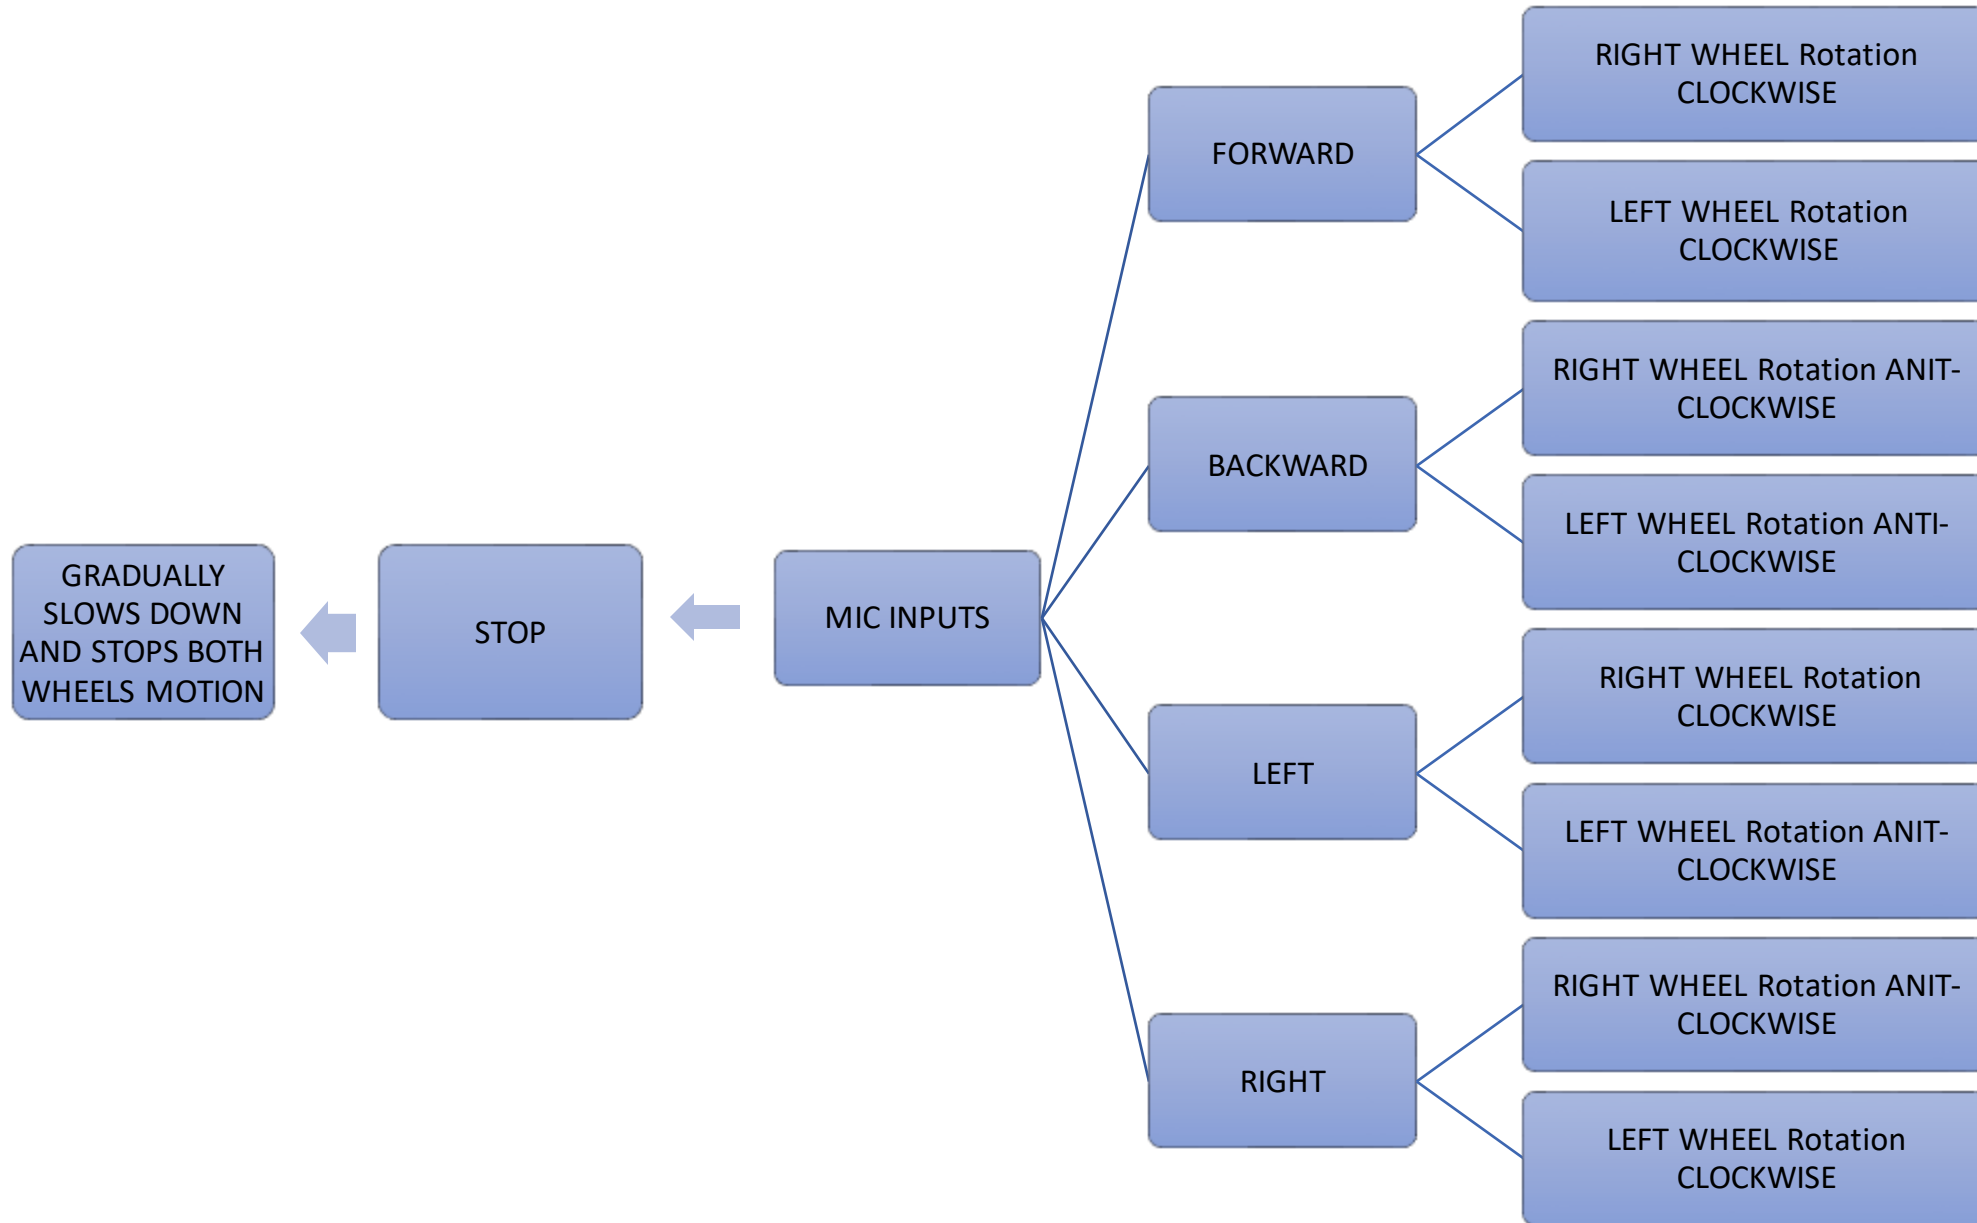 GRADUALLY
SLOWS DOWN
AND STOPS BOTH
WHEELS MOTION
STOP
MIC INPUTS
FORWARD
RIGHT WHEEL Rotation
CLOCKWISE
LEFT WHEEL Rotation
CLOCKWISE
BACKWARD
RIGHT WHEEL Rotation ANIT-
CLOCKWISE
LEFT WHEEL Rotation ANTI-
CLOCKWISE
LEFT
RIGHT WHEEL Rotation
CLOCKWISE
LEFT WHEEL Rotation ANIT-
CLOCKWISE
RIGHT
RIGHT WHEEL Rotation ANIT-
CLOCKWISE
LEFT WHEEL Rotation
CLOCKWISE